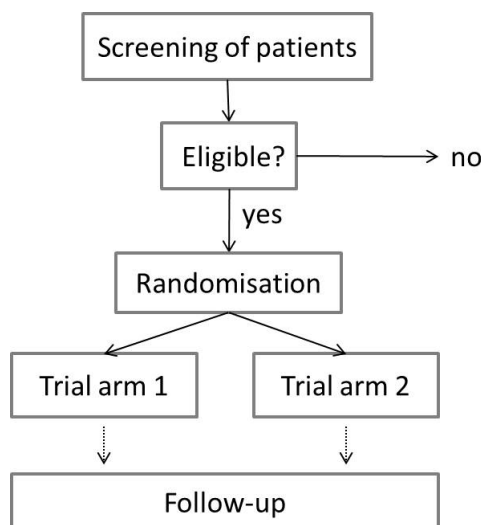 Screening of patients
Eligible?
no
yes
Randomisation
Trial arm 1
Trial arm 2
Follow-up